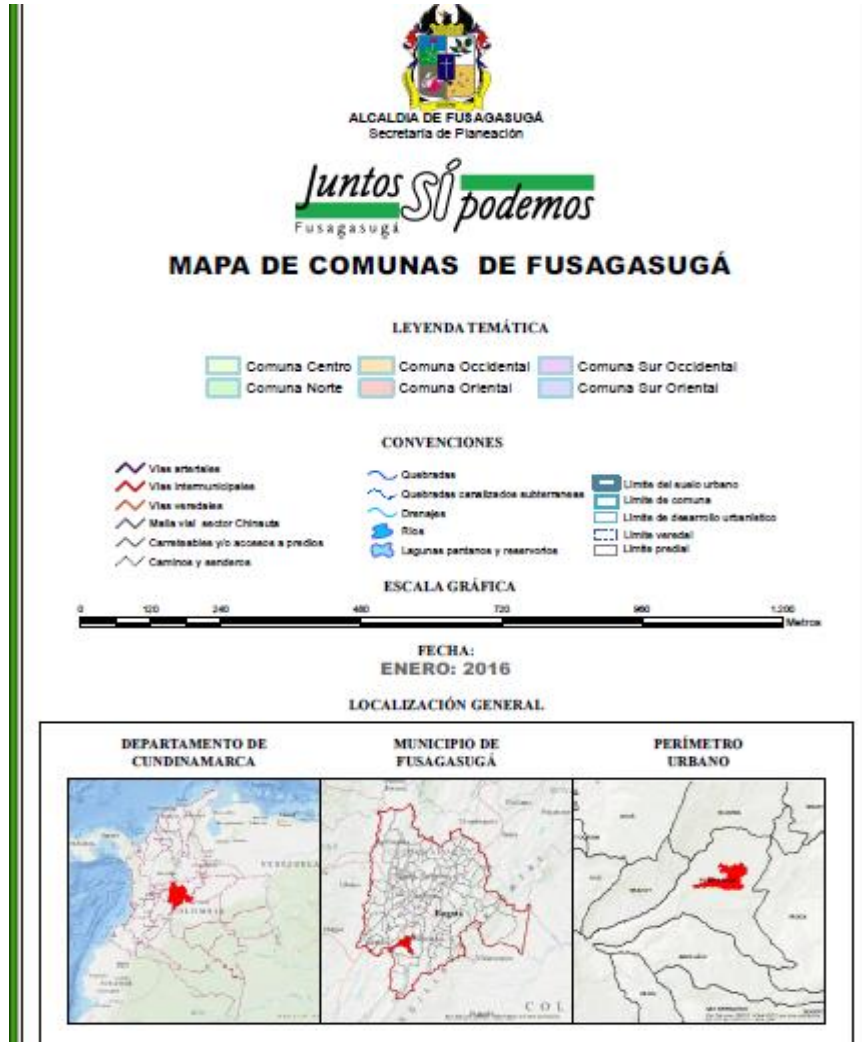 ALCALDIA DE FUSAGASUGÁ
Secretaría de Planeación
Juntos SÍ podemos
Fusagasugá
MAPA DE COMUNAS DE FUSAGASUGÁ
LEYENDA TEMÁTICA
Comuna Centro Comuna Occidental Comuna Sur Occidental
Comuna Norte Comuna Oriental Comuna Sur Oriental
CONVENCIONES
Vías arteriales
Vías intermunicipales
Vías veredales
Malla vial sector Chinauta
Carreteables y/o accesos a predios
Caminos y senderos
Quebradas
Quebradas canalizados subterraneas
Drenajes
Ríos
Lagunas pantanos y reservorios
Límite del suelo urbano
Límite de comuna
Límite de desarrollo urbanístico
Límite veredal
Límite predial
ESCALA GRÁFICA
0 120 240 480 720 960 1.200
Metros
FECHA:
ENERO: 2016
LOCALIZACIÓN GENERAL
DEPARTAMENTO DE
CUNDINAMARCA
MUNICIPIO DE
FUSAGASUGÁ
PERÍMETRO
URBANO
Bogotá
C O L